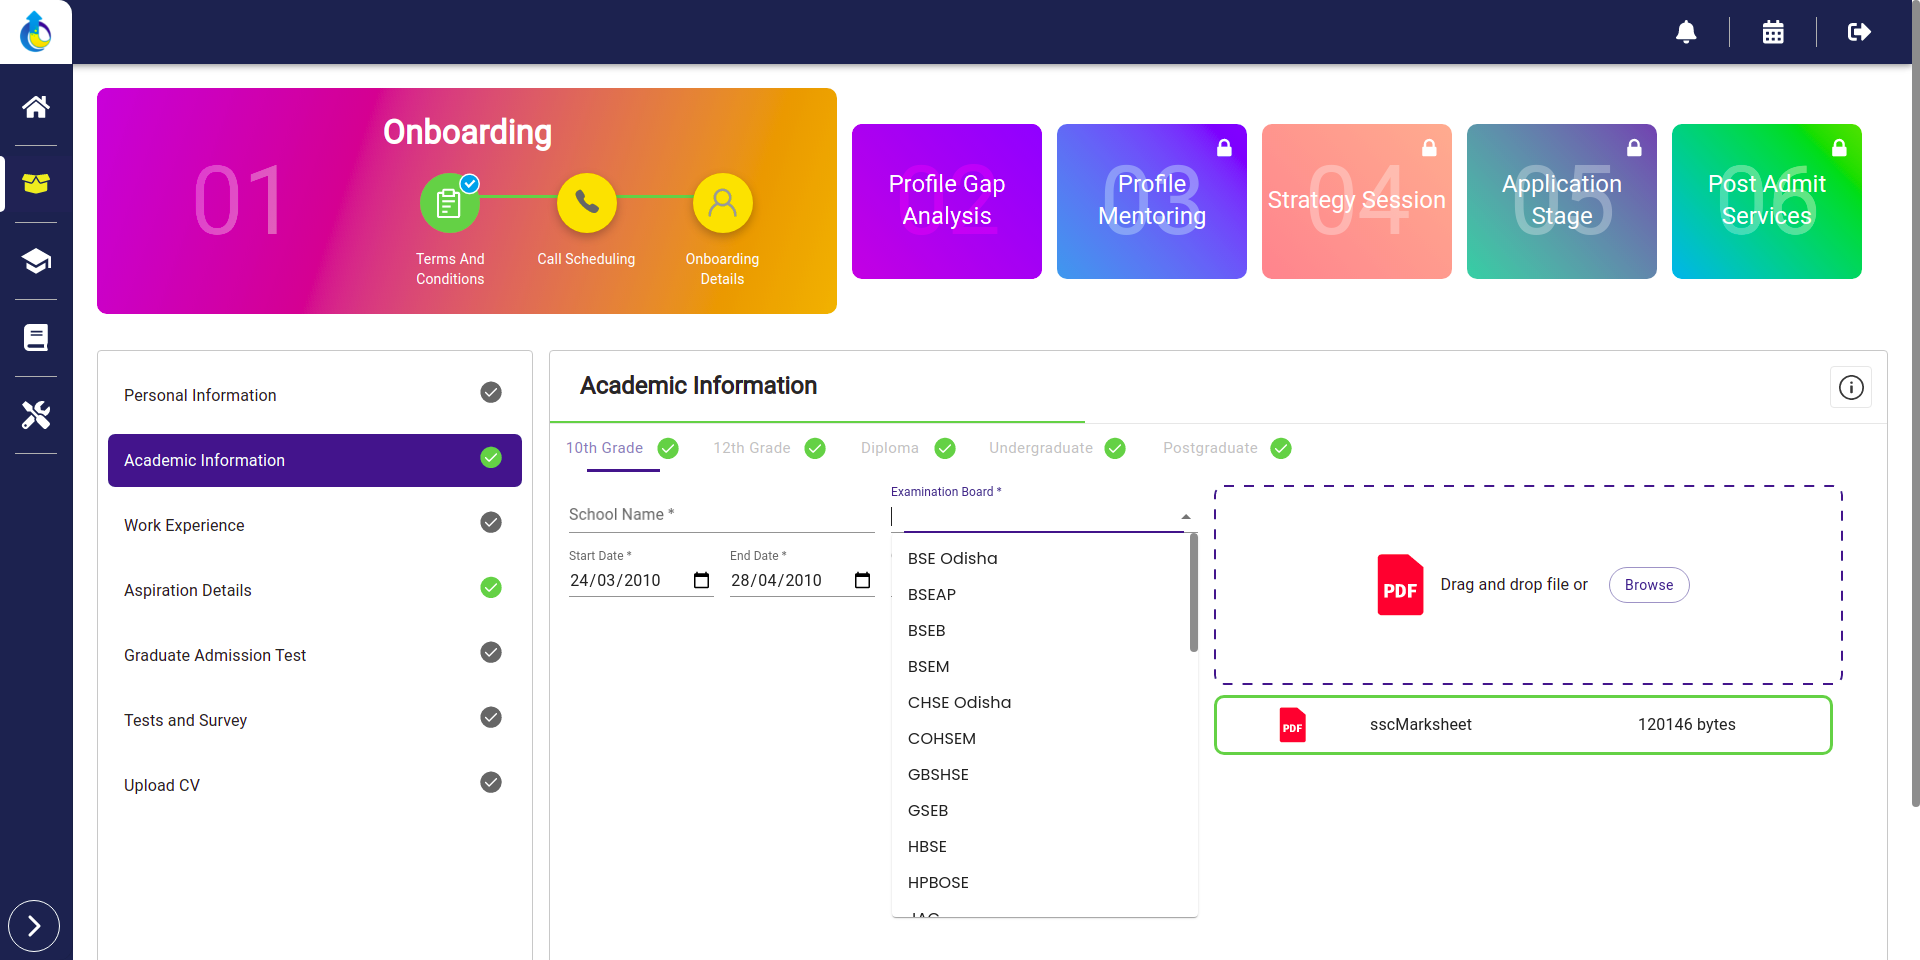 Onboarding
01
Terms And
Conditions
Call Scheduling
Onboarding
Details
02
Profile Gap
Analysis
03
Profile
Mentoring
04
Strategy Session
05
Application
Stage
06
Post Admit
Services
Personal Information
Academic Information
Work Experience
Aspiration Details
Graduate Admission Test
Tests and Survey
Upload CV
Academic Information
10th Grade
12th Grade
Diploma
Undergraduate
Postgraduate
School Name *
Examination Board *
Start Date *
24/03/2010
End Date *
28/04/2010
BSE Odisha
BSEAP
BSEB
BSEM
CHSE Odisha
COHSEM
GBSHSE
GSEB
HBSE
HPBOSE
JAC
PDF
Drag and drop file or
Browse
PDF
sscMarksheet
120146 bytes